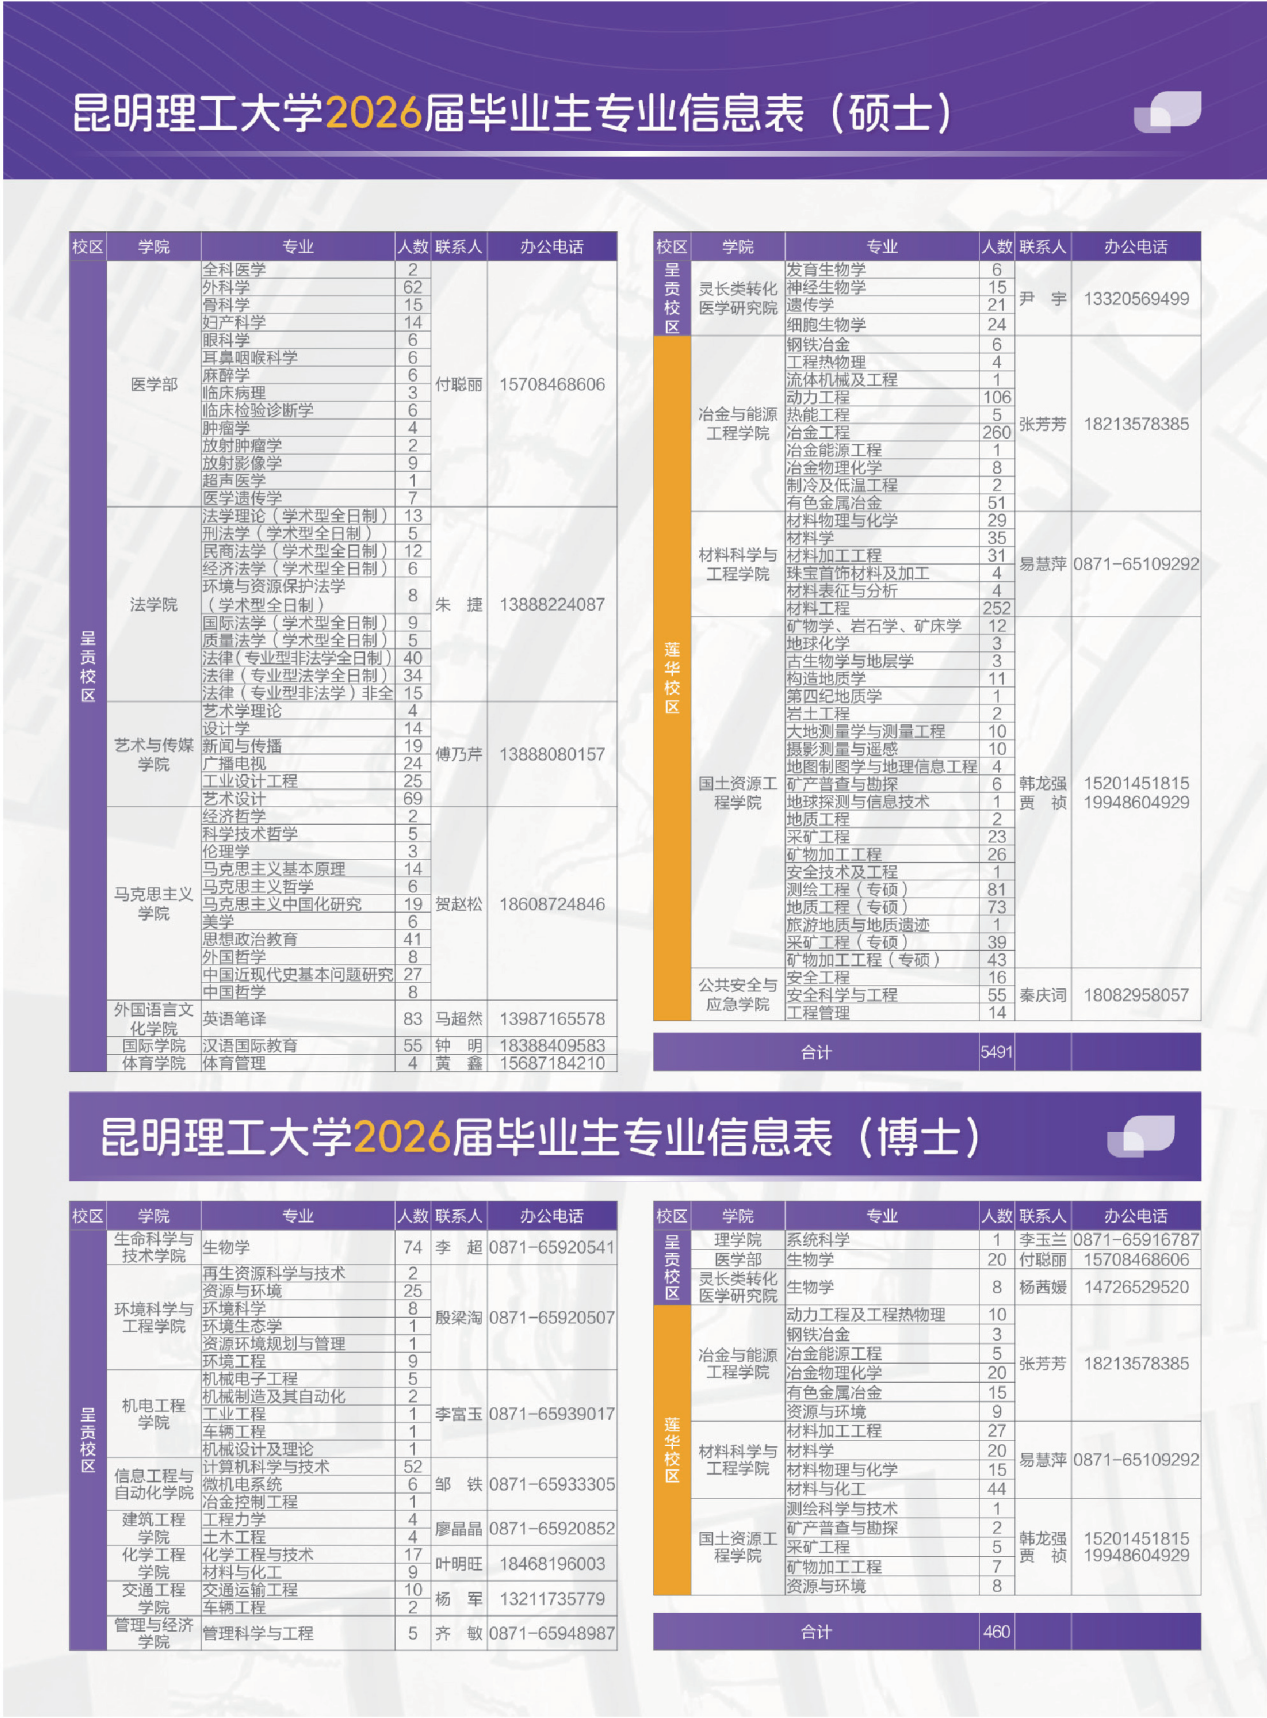 昆明理工大学2026届毕业生专业信息表（硕士）
校区 学院 专业 人数 联系人 办公电话
呈贡校区
医学部 付聪丽 15708468606
全科医学 2
外科学 62
骨科学 15
妇产科学 14
眼科学 6
耳鼻咽喉科学 6
麻醉学 6
临床病理 3
临床检验诊断学 6
肿瘤学 4
放射肿瘤学 2
放射影像学 9
超声医学 1
医学遗传学 7
法学院 朱 捷 13888224087
法学理论（学术型全日制） 13
刑法学（学术型全日制） 5
民商法学（学术型全日制） 12
经济法学（学术型全日制） 6
环境与资源保护法学
（学术型全日制） 8
国际法学（学术型全日制） 9
质量法学（学术型全日制） 5
法律（专业型非法学全日制） 40
法律（专业型法学全日制） 34
法律（专业型非法学）非全 15
艺术与传媒
学院 傅乃芹 13888080157
艺术学理论 4
设计学 14
新闻与传播 19
广播电视 24
工业设计工程 25
艺术设计 69
马克思主义
学院 贺赵松 18608724846
经济哲学 2
科学技术哲学 5
伦理学 3
马克思主义基本原理 14
马克思主义哲学 6
马克思主义中国化研究 19
美学 6
思想政治教育 41
外国哲学 8
中国近现代史基本问题研究 27
中国哲学 8
外国语言文
化学院 英语笔译 83 马超然 13987165578
国际学院 汉语国际教育 55 钟 明 18388409583
体育学院 体育管理 4 黄 鑫 15687184210
校区 学院 专业 人数 联系人 办公电话
呈贡校区
灵长类转化
医学研究院 尹 宇 13320569499
发育生物学 6
神经生物学 15
遗传学 21
细胞生物学 24
莲华校区
冶金与能源
工程学院 张芳芳 18213578385
钢铁冶金 6
工程热物理 4
流体机械及工程 1
动力工程 106
热能工程 5
冶金工程 260
冶金能源工程 1
冶金物理化学 8
制冷及低温工程 2
有色金属冶金 51
材料科学与
工程学院 易慧萍 0871-65109292
材料物理与化学 29
材料学 35
材料加工工程 31
珠宝首饰材料及加工 4
材料表征与分析 4
材料工程 252
国土资源工
程学院 韩龙强 15201451815
贾 祯 19948604929
矿物学、岩石学、矿床学 12
地球化学 3
古生物学与地层学 3
构造地质学 11
第四纪地质学 1
岩土工程 2
大地测量学与测量工程 10
摄影测量与遥感 10
地图制图学与地理信息工程 4
矿产普查与勘探 6
地球探测与信息技术 1
地质工程 2
采矿工程 23
矿物加工工程 26
安全技术及工程 1
测绘工程（专硕） 81
地质工程（专硕） 73
旅游地质与地质遗迹 1
采矿工程（专硕） 39
矿物加工工程（专硕） 43
公共安全与
应急学院 秦庆词 18082958057
安全工程 16
安全科学与工程 55
工程管理 14
合计 5491
昆明理工大学2026届毕业生专业信息表（博士）
校区 学院 专业 人数 联系人 办公电话
呈贡校区
生命科学与
技术学院 生物学 74 李 超 0871-65920541
环境科学与
工程学院 殷梁淘 0871-65920507
再生资源科学与技术 2
资源与环境 25
环境科学 8
环境生态学 1
资源环境规划与管理 1
环境工程 9
机电工程
学院 李富玉 0871-65939017
机械电子工程 5
机械制造及其自动化 2
工业工程 1
车辆工程 1
机械设计及理论 1
信息工程与
自动化学院 邹 铁 0871-65933305
计算机科学与技术 52
微机电系统 6
冶金控制工程 1
建筑工程
学院 廖晶晶 0871-65920852
工程力学 4
土木工程 4
化学工程
学院 叶明旺 18468196003
化学工程与技术 17
材料与化工 9
交通工程
学院 杨 军 13211735779
交通运输工程 10
车辆工程 2
管理与经济
学院 管理科学与工程 5 齐 敏 0871-65948987
校区 学院 专业 人数 联系人 办公电话
呈贡校区
理学院 系统科学 1 李玉兰 0871-65916787
医学部 生物学 20 付聪丽 15708468606
灵长类转化
医学研究院 生物学 8 杨茜媛 14726529520
莲华校区
冶金与能源
工程学院 张芳芳 18213578385
动力工程及工程热物理 10
钢铁冶金 3
冶金能源工程 5
冶金物理化学 20
有色金属冶金 15
资源与环境 9
材料科学与
工程学院 易慧萍 0871-65109292
材料加工工程 27
材料学 20
材料物理与化学 15
材料与化工 44
国土资源工
程学院 韩龙强 15201451815
贾 祯 19948604929
测绘科学与技术 1
矿产普查与勘探 2
采矿工程 5
矿物加工工程 7
资源与环境 8
合计 460